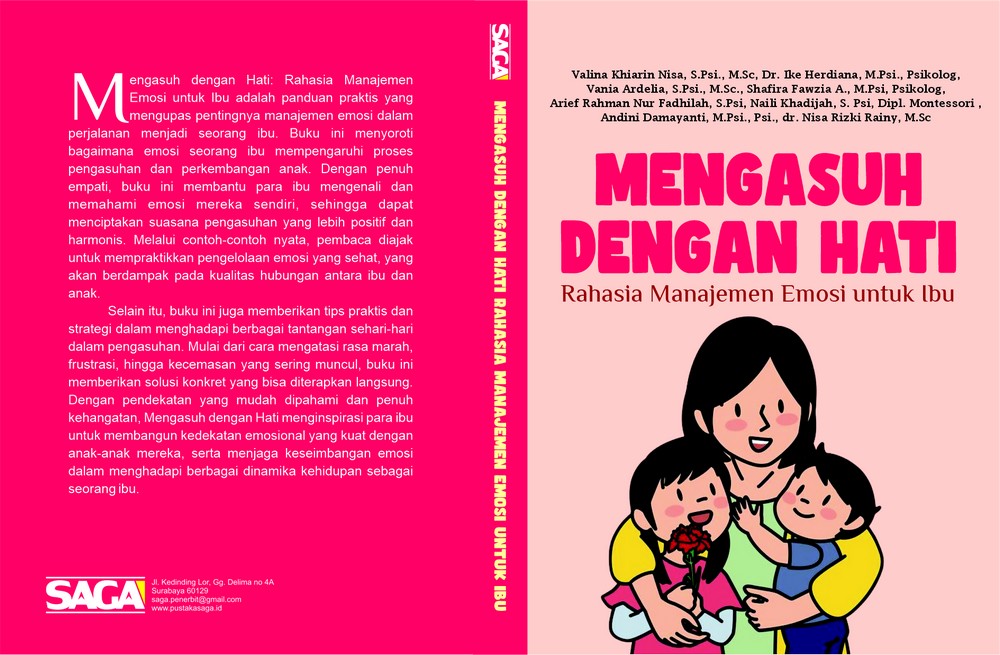 Mengasuh dengan Hati: Rahasia Manajemen
Emosi untuk Ibu adalah panduan praktis yang
mengupas pentingnya manajemen emosi dalam
perjalanan menjadi seorang ibu. Buku ini menyoroti
bagaimana emosi seorang ibu mempengaruhi proses
pengasuhan dan perkembangan anak. Dengan penuh
empati, buku ini membantu para ibu mengenali dan
memahami emosi mereka sendiri, sehingga dapat
menciptakan suasana pengasuhan yang lebih positif dan
harmonis. Melalui contoh-contoh nyata, pembaca diajak
untuk mempraktikkan pengelolaan emosi yang sehat, yang
akan berdampak pada kualitas hubungan antara ibu dan
anak.
Selain itu, buku ini juga memberikan tips praktis dan
strategi dalam menghadapi berbagai tantangan sehari-hari
dalam pengasuhan. Mulai dari cara mengatasi rasa marah,
frustrasi, hingga kecemasan yang sering muncul, buku ini
memberikan solusi konkret yang bisa diterapkan langsung.
Dengan pendekatan yang mudah dipahami dan penuh
kehangatan, Mengasuh dengan Hati menginspirasi para ibu
untuk membangun kedekatan emosional yang kuat dengan
anak-anak mereka, serta menjaga keseimbangan emosi
dalam menghadapi berbagai dinamika kehidupan sebagai
seorang ibu.
SAGA
Jl. Kedinding Lor, Gg. Delima no 4A
Surabaya 60129
saga.penerbit@gmail.com
www.pustakasaga.id
SAGA
MENGASUH DENGAN HATI RAHASIA MANAJEMEN EMOSI UNTUK IBU
Valina Khiarin Nisa, S.Psi., M.Sc, Dr. Ike Herdiana, M.Psi., Psikolog,
Vania Ardelia, S.Psi., M.Sc., Shafira Fawzia A., M.Psi, Psikolog,
Arief Rahman Nur Fadhilah, S.Psi, Naili Khadijah, S. Psi, Dipl. Montessori ,
Andini Damayanti, M.Psi., Psi., dr. Nisa Rizki Rainy, M.Sc
MENGASUH
DENGAN HATI
Rahasia Manajemen Emosi untuk Ibu